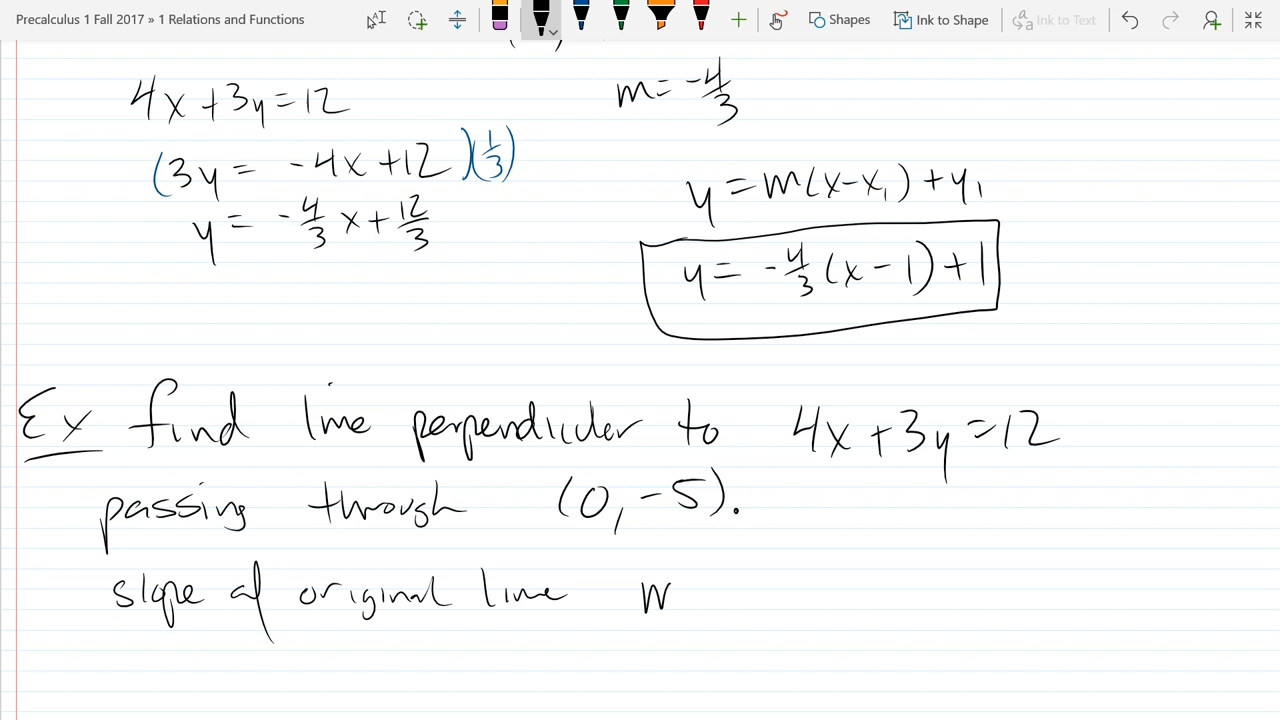 Precalculus 1 Fall 2017 » 1 Relations and Functions
Shapes
Ink to Shape
Ink to Text
4x+3y=12
m=-4/3
(3y = -4x+12)(1/3)
y = -4/3 x + 12/3
y=m(x-x₁)+y₁
y = -4/3(x-1)+1
Ex find line perpendiculer to 4x+3y=12
passing through (0,-5).
slope of original line m